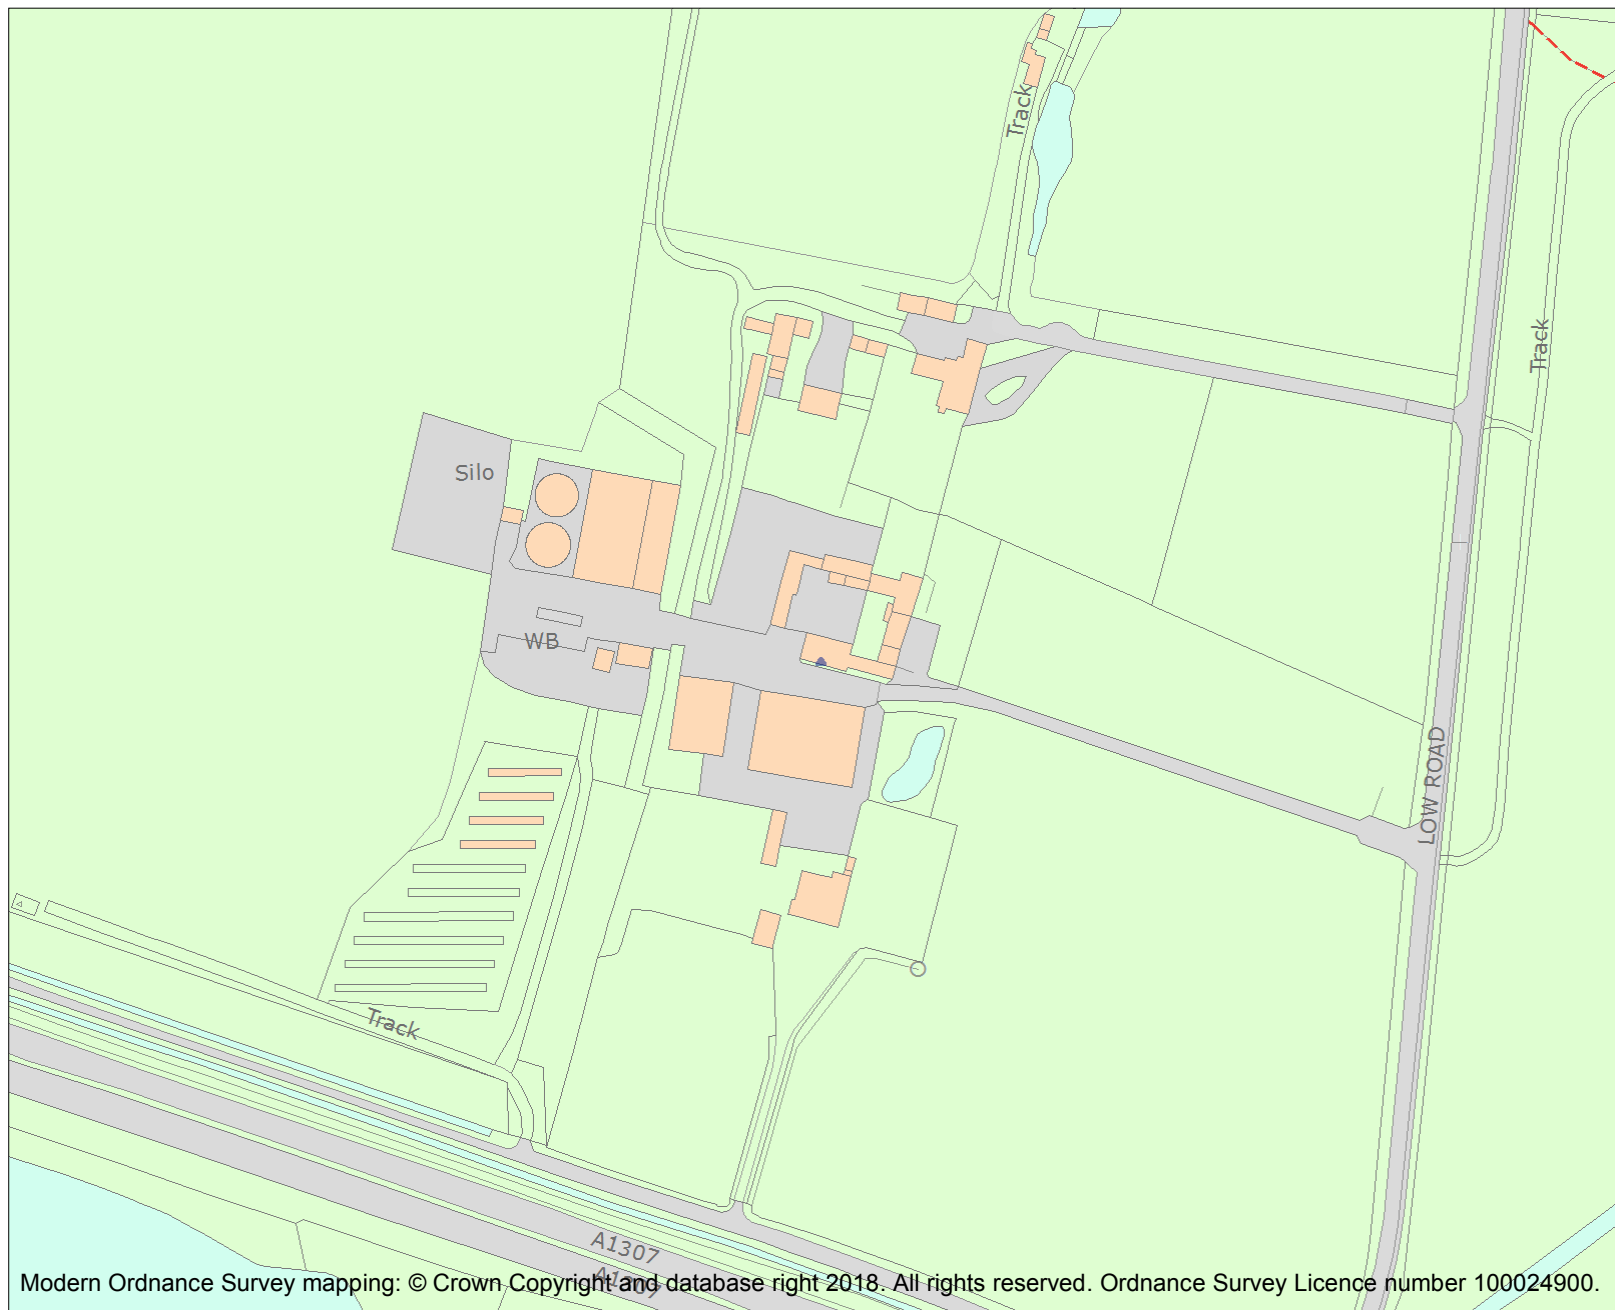 Track
Track
Silo
WB
LOW ROAD
Track
A1307
A1307
Modern Ordnance Survey mapping: © Crown Copyright and database right 2018. All rights reserved. Ordnance Survey Licence number 100024900.